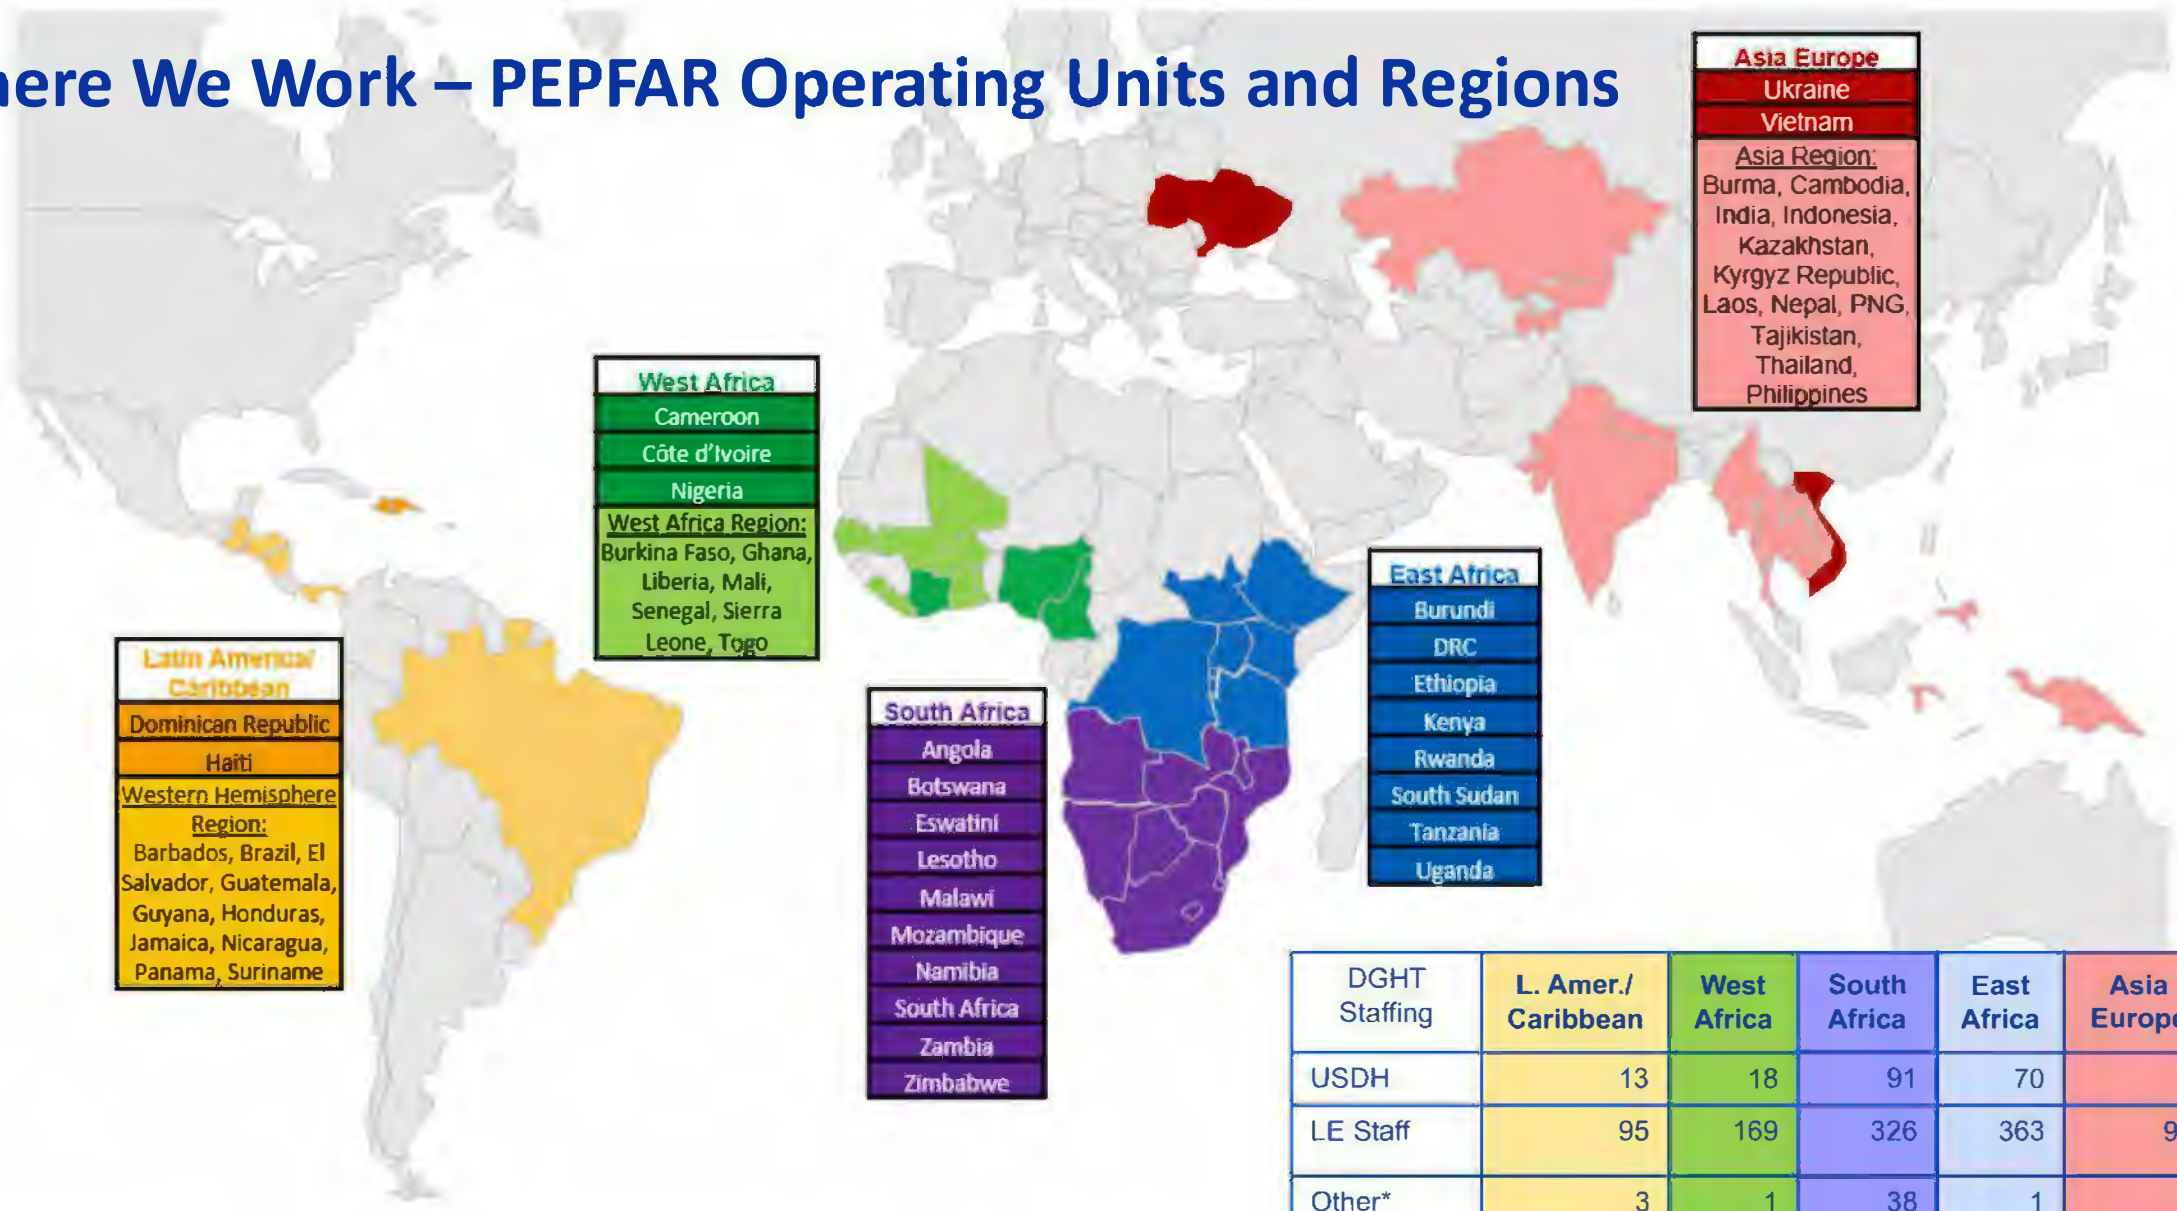 here We Work – PEPFAR Operating Units and Regions
Asia Europe
Ukraine
Vietnam
Asia Region:
Burma, Cambodia,
India, Indonesia,
Kazakhstan,
Kyrgyz Republic,
Laos, Nepal, PNG,
Tajikistan,
Thailand,
Philippines
West Africa
Cameroon
Côte d'Ivoire
Nigeria
West Africa Region:
Burkina Faso, Ghana,
Liberia, Mali,
Senegal, Sierra
Leone, Togo
East Africa
Burundi
DRC
Ethiopia
Kenya
Rwanda
South Sudan
Tanzania
Uganda
Latin America/
Caribbean
Dominican Republic
Haiti
Western Hemisphere
Region:
Barbados, Brazil, El
Salvador, Guatemala,
Guyana, Honduras,
Jamaica, Nicaragua,
Panama, Suriname
South Africa
Angola
Botswana
Eswatini
Lesotho
Malawi
Mozambique
Namibia
South Africa
Zambia
Zimbabwe
DGHT Staffing L. Amer./ Caribbean West Africa South Africa East Africa Asia Europe
USDH 13 18 91 70
LE Staff 95 169 326 363 9
Other* 3 1 38 1